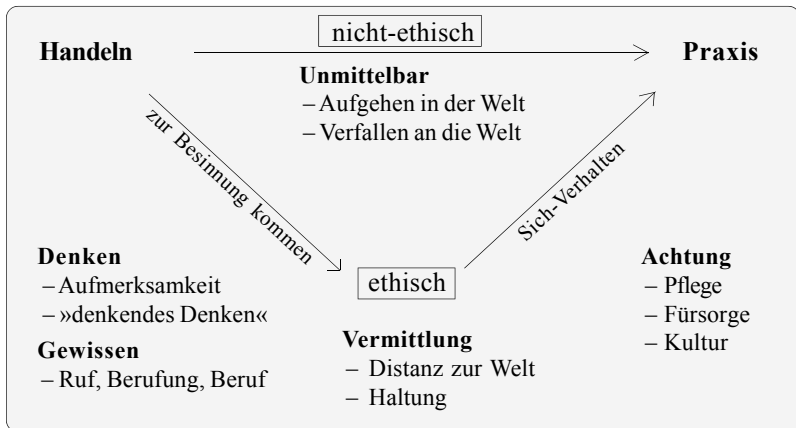 nicht-ethisch
Handeln
Praxis
Unmittelbar
– Aufgehen in der Welt
– Verfallen an die Welt
zur Besinnung kommen
Sich-Verhalten
Denken
– Aufmerksamkeit
– »denkendes Denken«
Gewissen
– Ruf, Berufung, Beruf
ethisch
Vermittlung
– Distanz zur Welt
– Haltung
Achtung
– Pflege
– Fürsorge
– Kultur